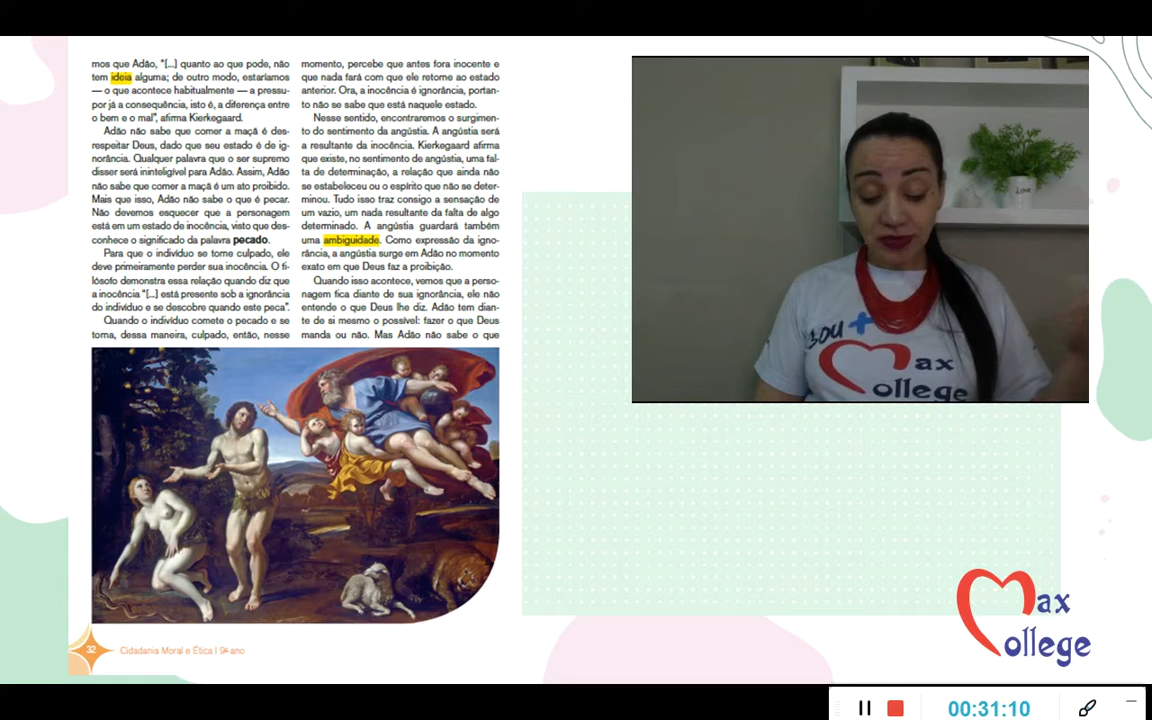 mos que Adão, “[...] quanto ao que pode, não
tem ideia alguma; de outro modo, estaríamos
— o que acontece habitualmente — a pressu-
por já a consequência, isto é, a diferença entre
o bem e o mal”, afirma Kierkegaard.
Adão não sabe que comer a maçã é des-
respeitar Deus, dado que seu estado é de ig-
norância. Qualquer palavra que o ser supremo
disser será ininteligível para Adão. Assim, Adão
não sabe que comer a maçã é um ato proibido.
Mais que isso, Adão não sabe o que é pecar.
Não devemos esquecer que a personagem
está em um estado de inocência, visto que des-
conhece o significado da palavra pecado.
Para que o indivíduo se torne culpado, ele
deve primeiramente perder sua inocência. O fi-
lósofo demonstra essa relação quando diz que
a inocência “[...] está presente sob a ignorância
do indivíduo e se descobre quando este peca”.
Quando o indivíduo comete o pecado e se
torna, dessa maneira, culpado, então, nesse
momento, percebe que antes fora inocente e
que nada fará com que ele retorne ao estado
anterior. Ora, a inocência é ignorância, portan-
to não se sabe que está naquele estado.
Nesse sentido, encontraremos o surgimen-
to do sentimento da angústia. A angústia será
a resultante da inocência. Kierkegaard afirma
que existe, no sentimento de angústia, uma fal-
ta de determinação, a relação que ainda não
se estabeleceu ou o espírito que não se deter-
minou. Tudo isso traz consigo a sensação de
um vazio, um nada resultante da falta de algo
determinado. A angústia guardará também
uma ambiguidade. Como expressão da igno-
rância, a angústia surge em Adão no momento
exato em que Deus faz a proibição.
Quando isso acontece, vemos que a perso-
nagem fica diante de sua ignorância, ele não
entende o que Deus lhe diz. Adão tem dian-
te de si mesmo o possível: fazer o que Deus
manda ou não. Mas Adão não sabe o que
32 Cidadania Moral e Ética I 9º ano
Love
sou +
Max
College
Max
College
00:31:10